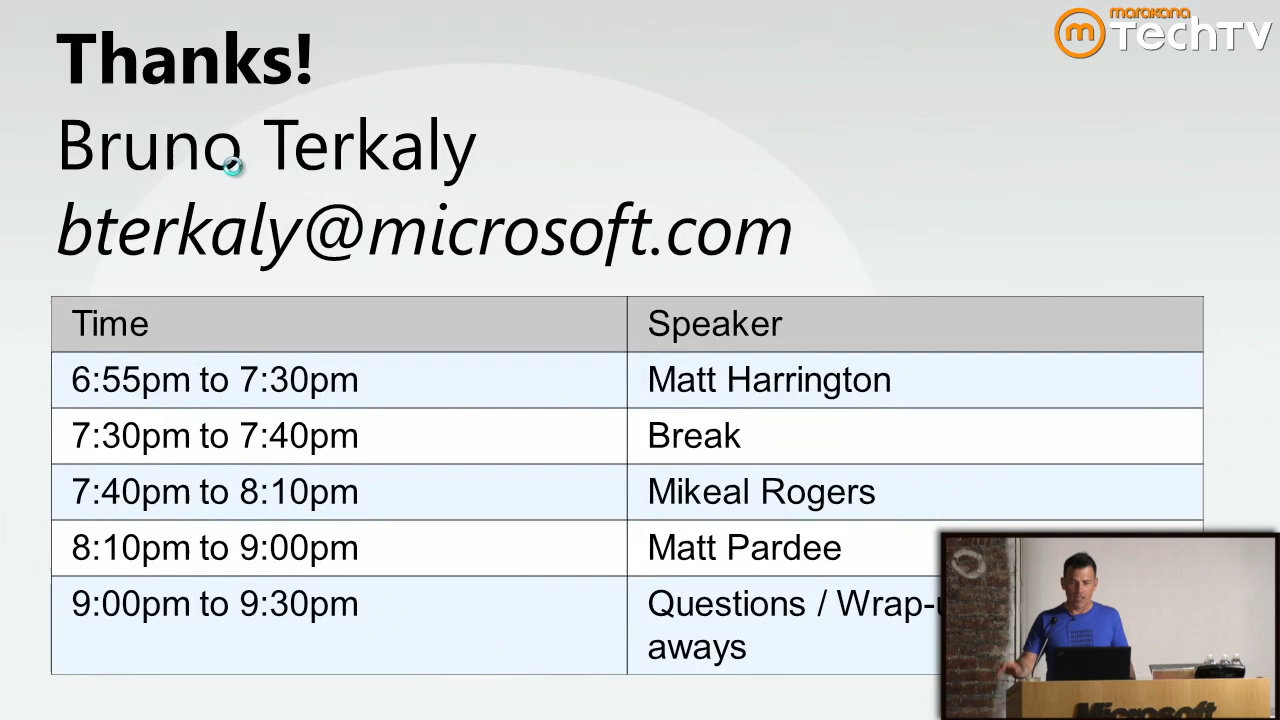 marakana
TechTV
Thanks!
Bruno Terkaly
bterkaly@microsoft.com
Time Speaker
6:55pm to 7:30pm Matt Harrington
7:30pm to 7:40pm Break
7:40pm to 8:10pm Mikeal Rogers
8:10pm to 9:00pm Matt Pardee
9:00pm to 9:30pm Questions /
aways
Microsoft